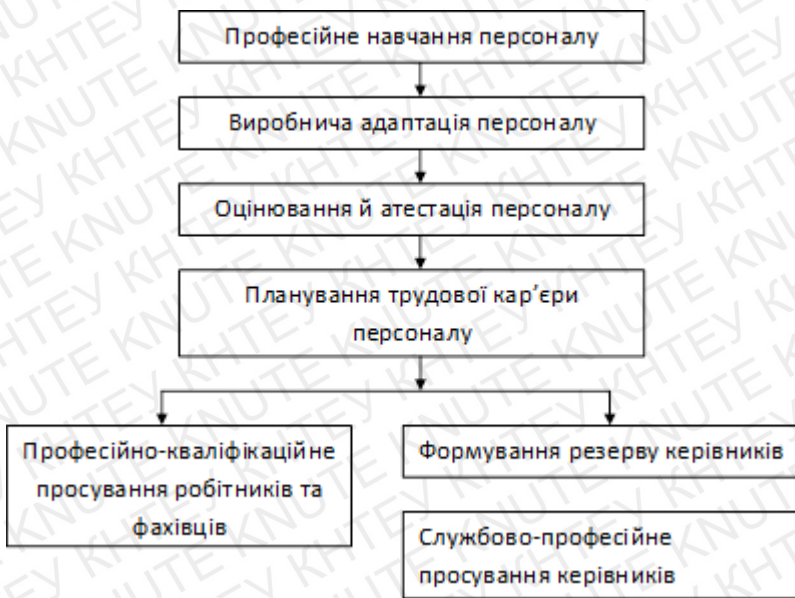 Професійне навчання персоналу
Виробнича адаптація персоналу
Оцінювання й атестація персоналу
Планування трудової кар’єри
персоналу
Професійно-кваліфікаційне
просування робітників та
фахівців
Формування резерву керівників
Службово-професійне
просування керівників